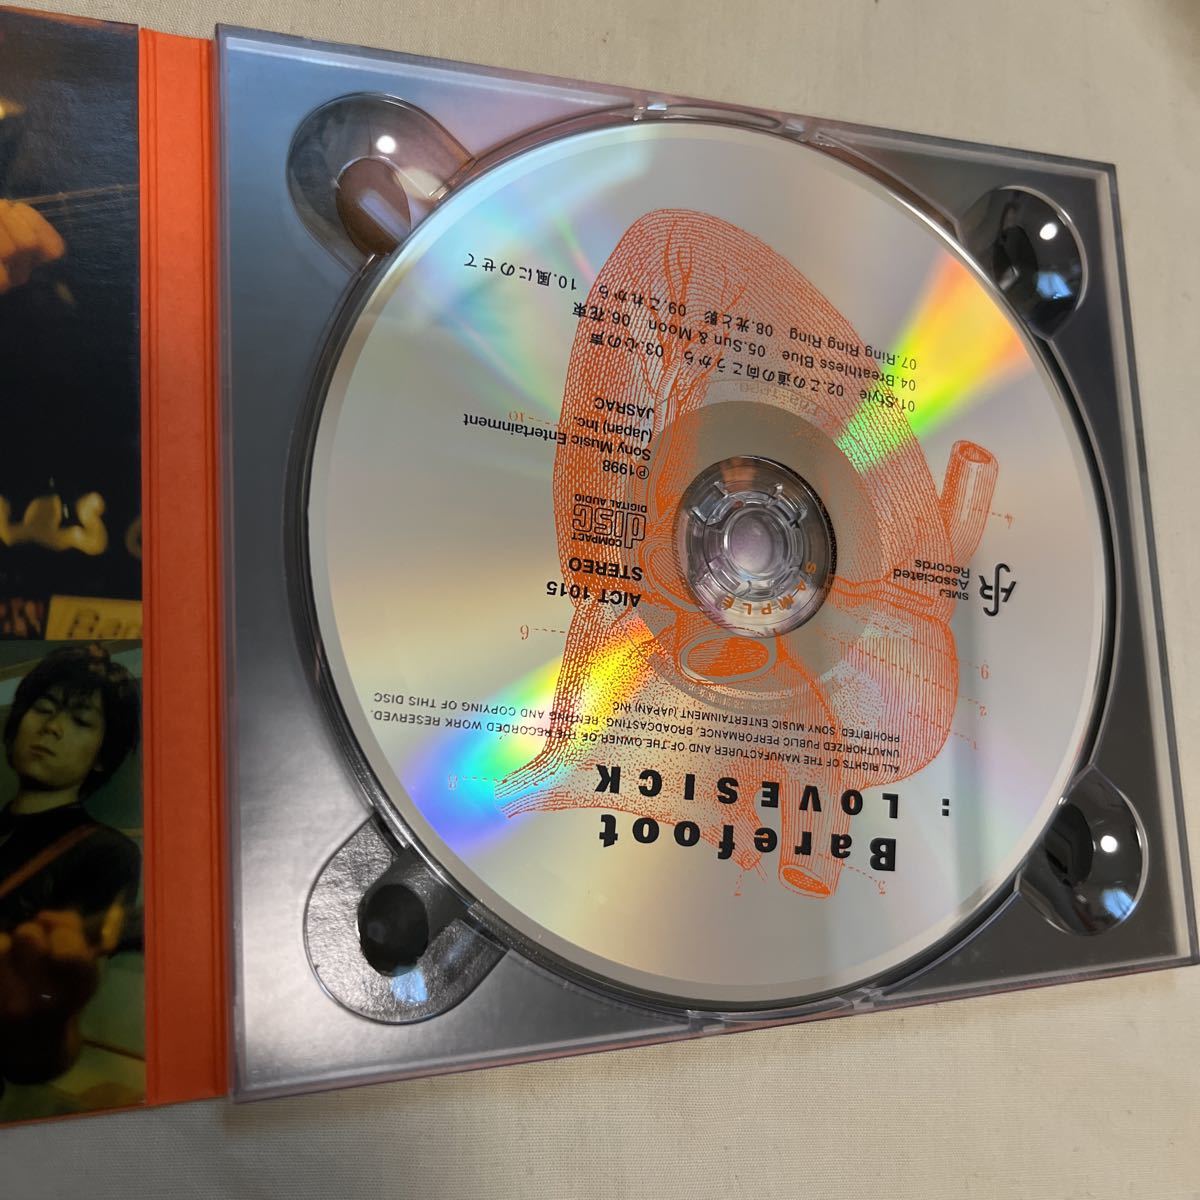 Barefoot
: LOVESICK
ALL RIGHTS OF THE MANUFACTURER AND OF THE OWNER OF THE RECORDED WORK RESERVED.
UNAUTHORIZED PUBLIC PERFORMANCE, BROADCASTING, RENTING AND COPYING OF THIS DISC
PROHIBITED. SONY MUSIC ENTERTAINMENT (JAPAN) INC.
SMEJ
Associated
Records
SAMPLE
AICT 1015
STEREO
COMPACT
disc
DIGITAL AUDIO
℗1998
Sony Music Entertainment
(Japan) Inc.
JASRAC
01.Style 02.この道の向こうから 03.心の音
04.Breathless Blue 05.Sun & Moon 06.花束
07.Ring Ring Ring 08.光と影 09.これから
10.風にのせて